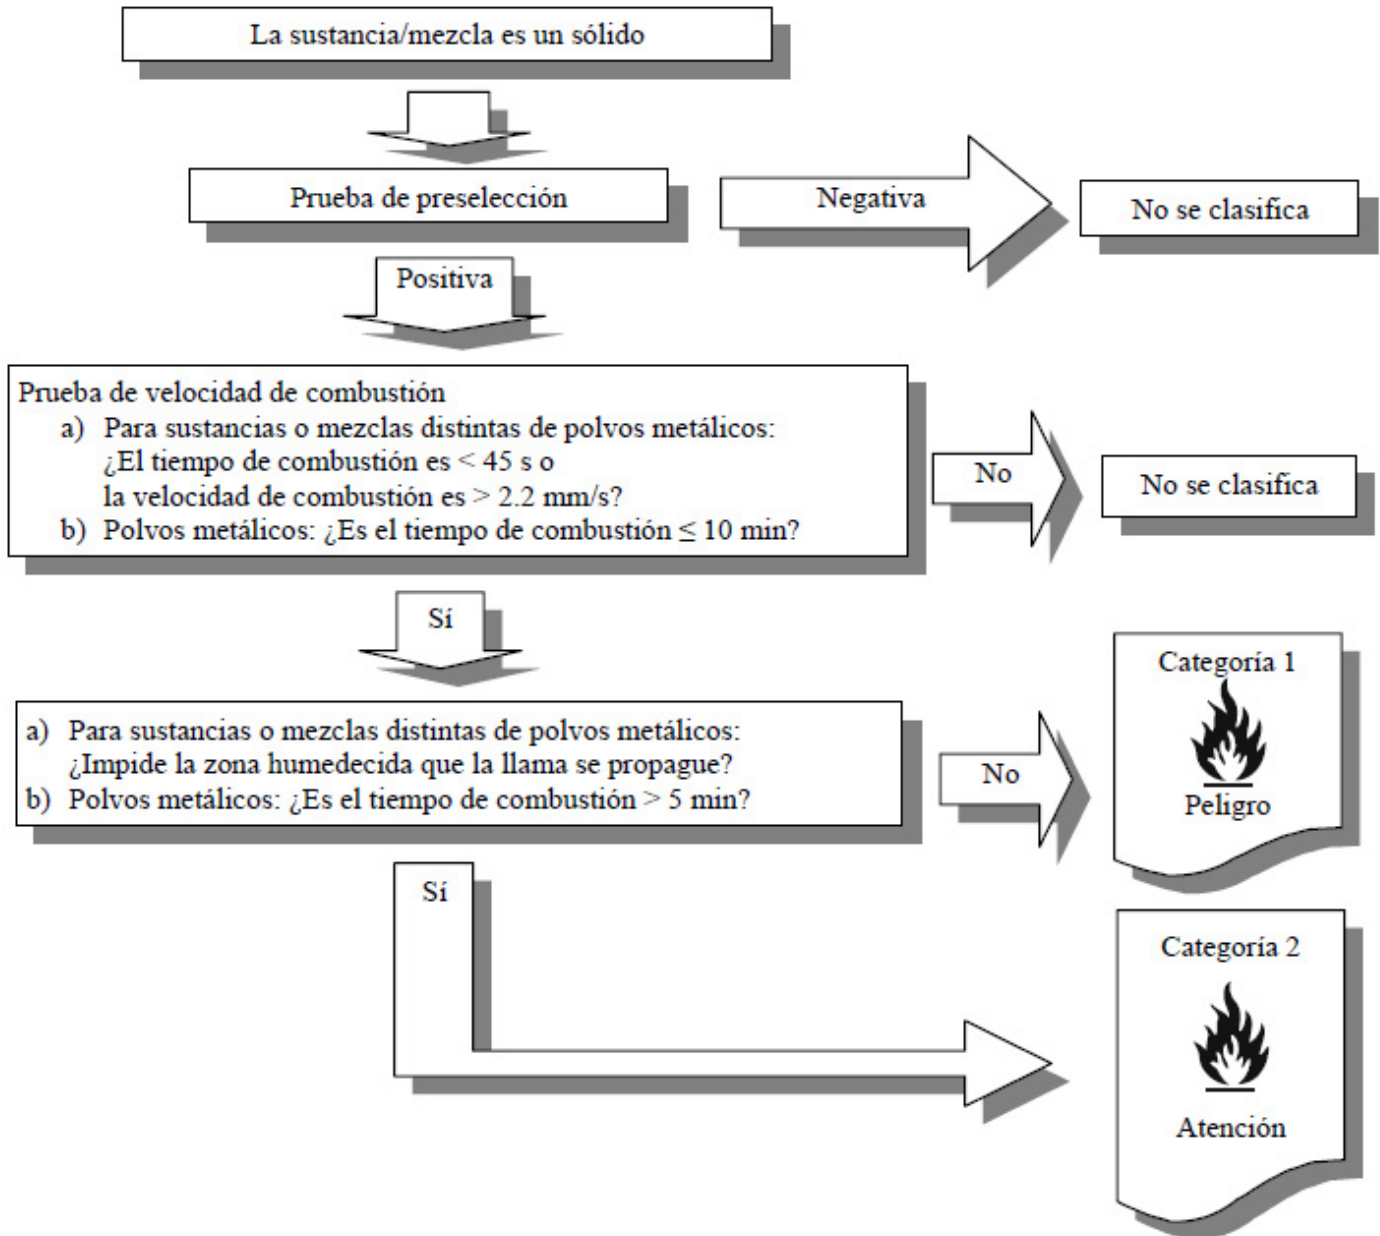 La sustancia/mezcla es un sólido
Prueba de preselección
Negativa
No se clasifica
Positiva
Prueba de velocidad de combustión
a) Para sustancias o mezclas distintas de polvos metálicos:
¿El tiempo de combustión es < 45 s o
la velocidad de combustión es > 2.2 mm/s?
b) Polvos metálicos: ¿Es el tiempo de combustión ≤ 10 min?
No
No se clasifica
Sí
a) Para sustancias o mezclas distintas de polvos metálicos:
¿Impide la zona humedecida que la llama se propague?
b) Polvos metálicos: ¿Es el tiempo de combustión > 5 min?
No
Categoría 1
Peligro
Sí
Categoría 2
Atención